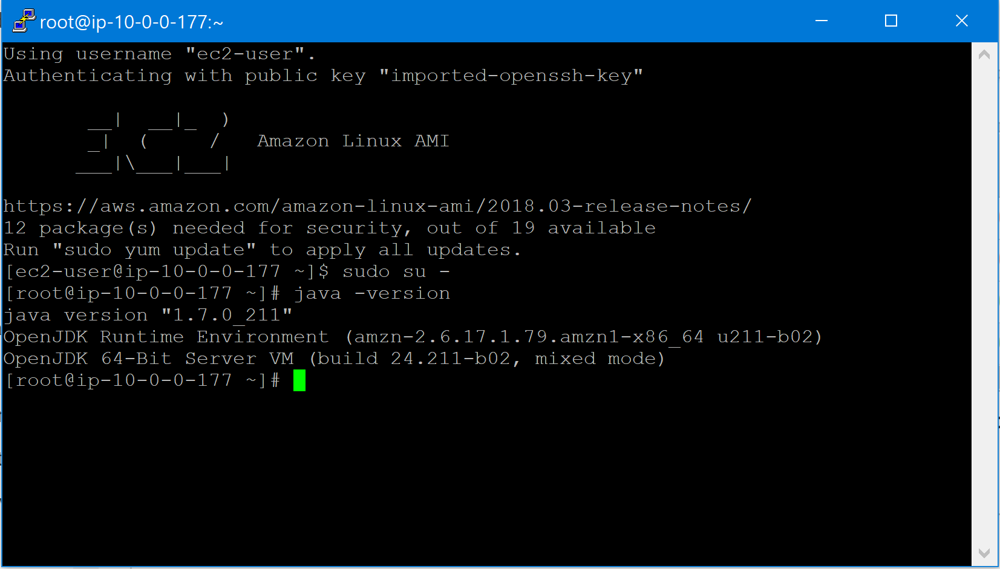 root@ip-10-0-0-177:~
Using username "ec2-user".
Authenticating with public key "imported-openssh-key"
       __|  __|_  )
       _|  (     /   Amazon Linux AMI
      ___|\___|___|
https://aws.amazon.com/amazon-linux-ami/2018.03-release-notes/
12 package(s) needed for security, out of 19 available
Run "sudo yum update" to apply all updates.
[ec2-user@ip-10-0-0-177 ~]$ sudo su -
[root@ip-10-0-0-177 ~]# java -version
java version "1.7.0_211"
OpenJDK Runtime Environment (amzn-2.6.17.1.79.amzn1-x86_64 u211-b02)
OpenJDK 64-Bit Server VM (build 24.211-b02, mixed mode)
[root@ip-10-0-0-177 ~]#